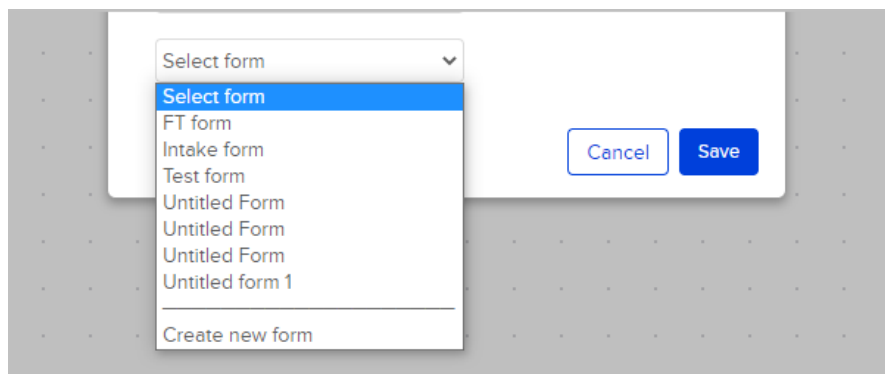 Select form
Select form
FT form
Intake form
Test form
Untitled Form
Untitled Form
Untitled Form
Untitled form 1
Create new form
Cancel
Save